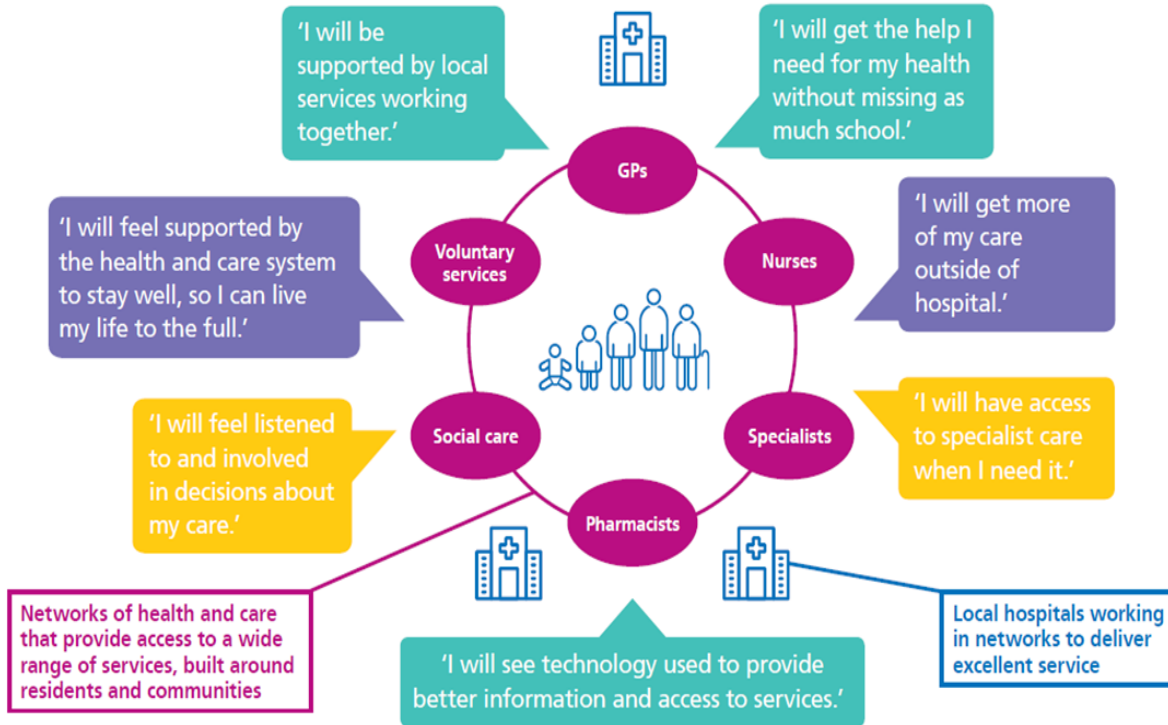 ‘I will be
supported by local
services working
together.’
‘I will get the help I
need for my health
without missing as
much school.’
GPs
‘I will feel supported by
the health and care system
to stay well, so I can live
my life to the full.’
Voluntary
services
Nurses
‘I will get more
of my care
outside of
hospital.’
‘I will feel listened
to and involved
in decisions about
my care.’
Social care
Specialists
‘I will have access
to specialist care
when I need it.’
Pharmacists
Networks of health and care
that provide access to a wide
range of services, built around
residents and communities
‘I will see technology used to provide
better information and access to services.’
Local hospitals working
in networks to deliver
excellent service